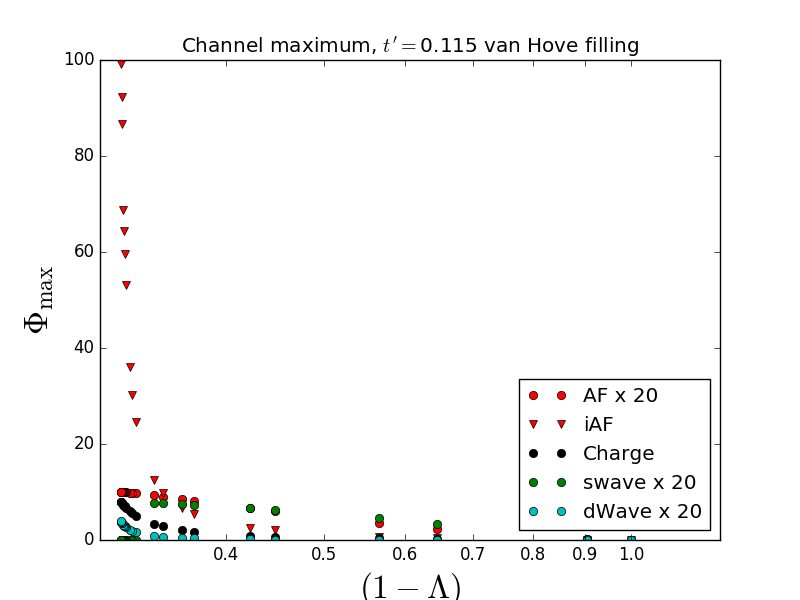 Channel maximum, t′ = 0.115 van Hove filling
100
80
60
40
20
0
Φmax
0.4 0.5 0.6 0.7 0.8 0.9 1.0
(1 − Λ)
AF x 20
iAF
Charge
swave x 20
dWave x 20